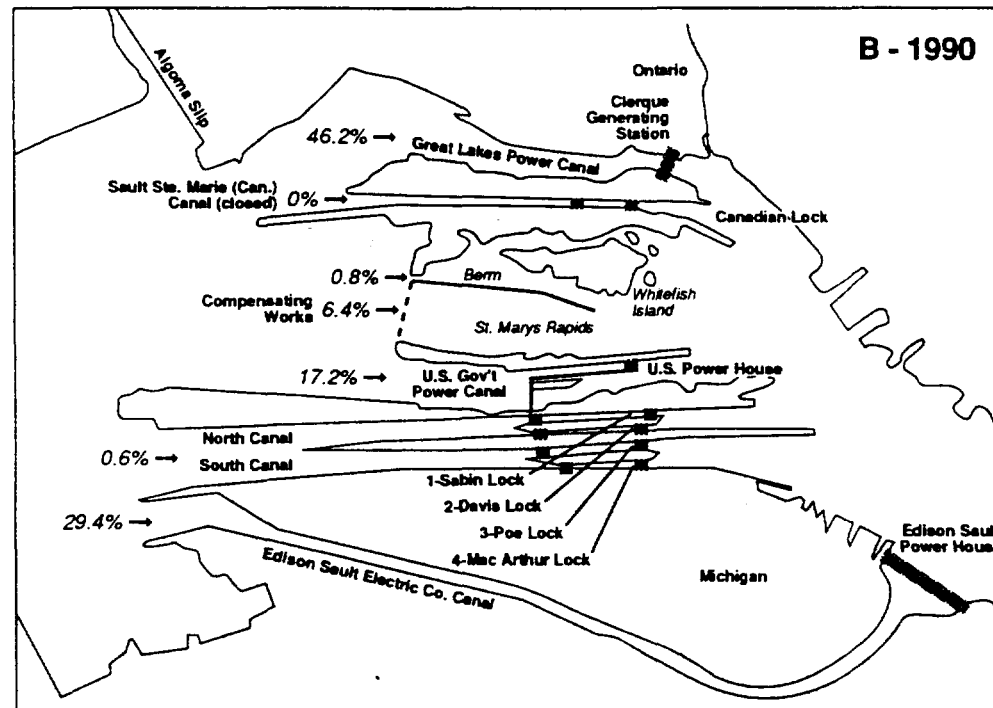 B - 1990
Ontario
Algoma Slip
Clerque
Generating
Station
46.2%
Great Lakes Power Canal
Sault Ste. Marie (Can.)
Canal (closed)
0%
Canadian Lock
0.8%
Berm
Whitefish
Island
Compensating
Works
6.4%
St. Marys Rapids
17.2%
U.S. Gov't
Power Canal
U.S. Power House
North Canal
0.6%
South Canal
1-Sabin Lock
2-Davis Lock
3-Poe Lock
4-Mac Arthur Lock
29.4%
Edison Sault Electric Co. Canal
Michigan
Edison Sault
Power House